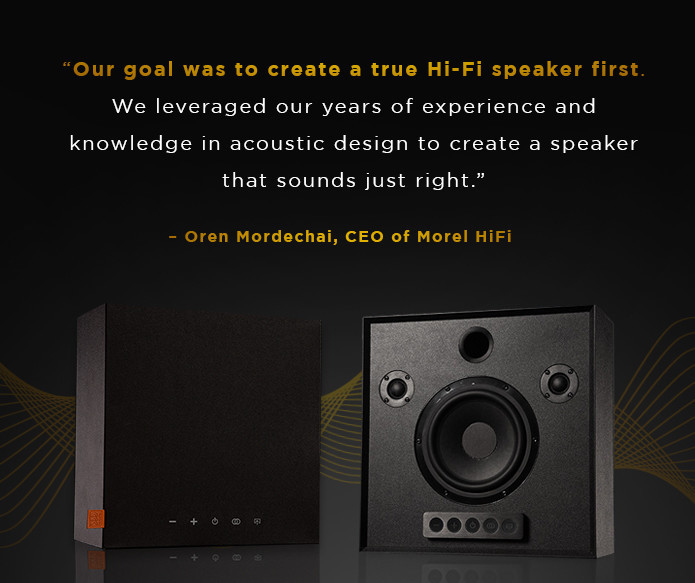 “Our goal was to create a true Hi-Fi speaker first.
We leveraged our years of experience and
knowledge in acoustic design to create a speaker
that sounds just right.”
– Oren Mordechai, CEO of Morel HiFi